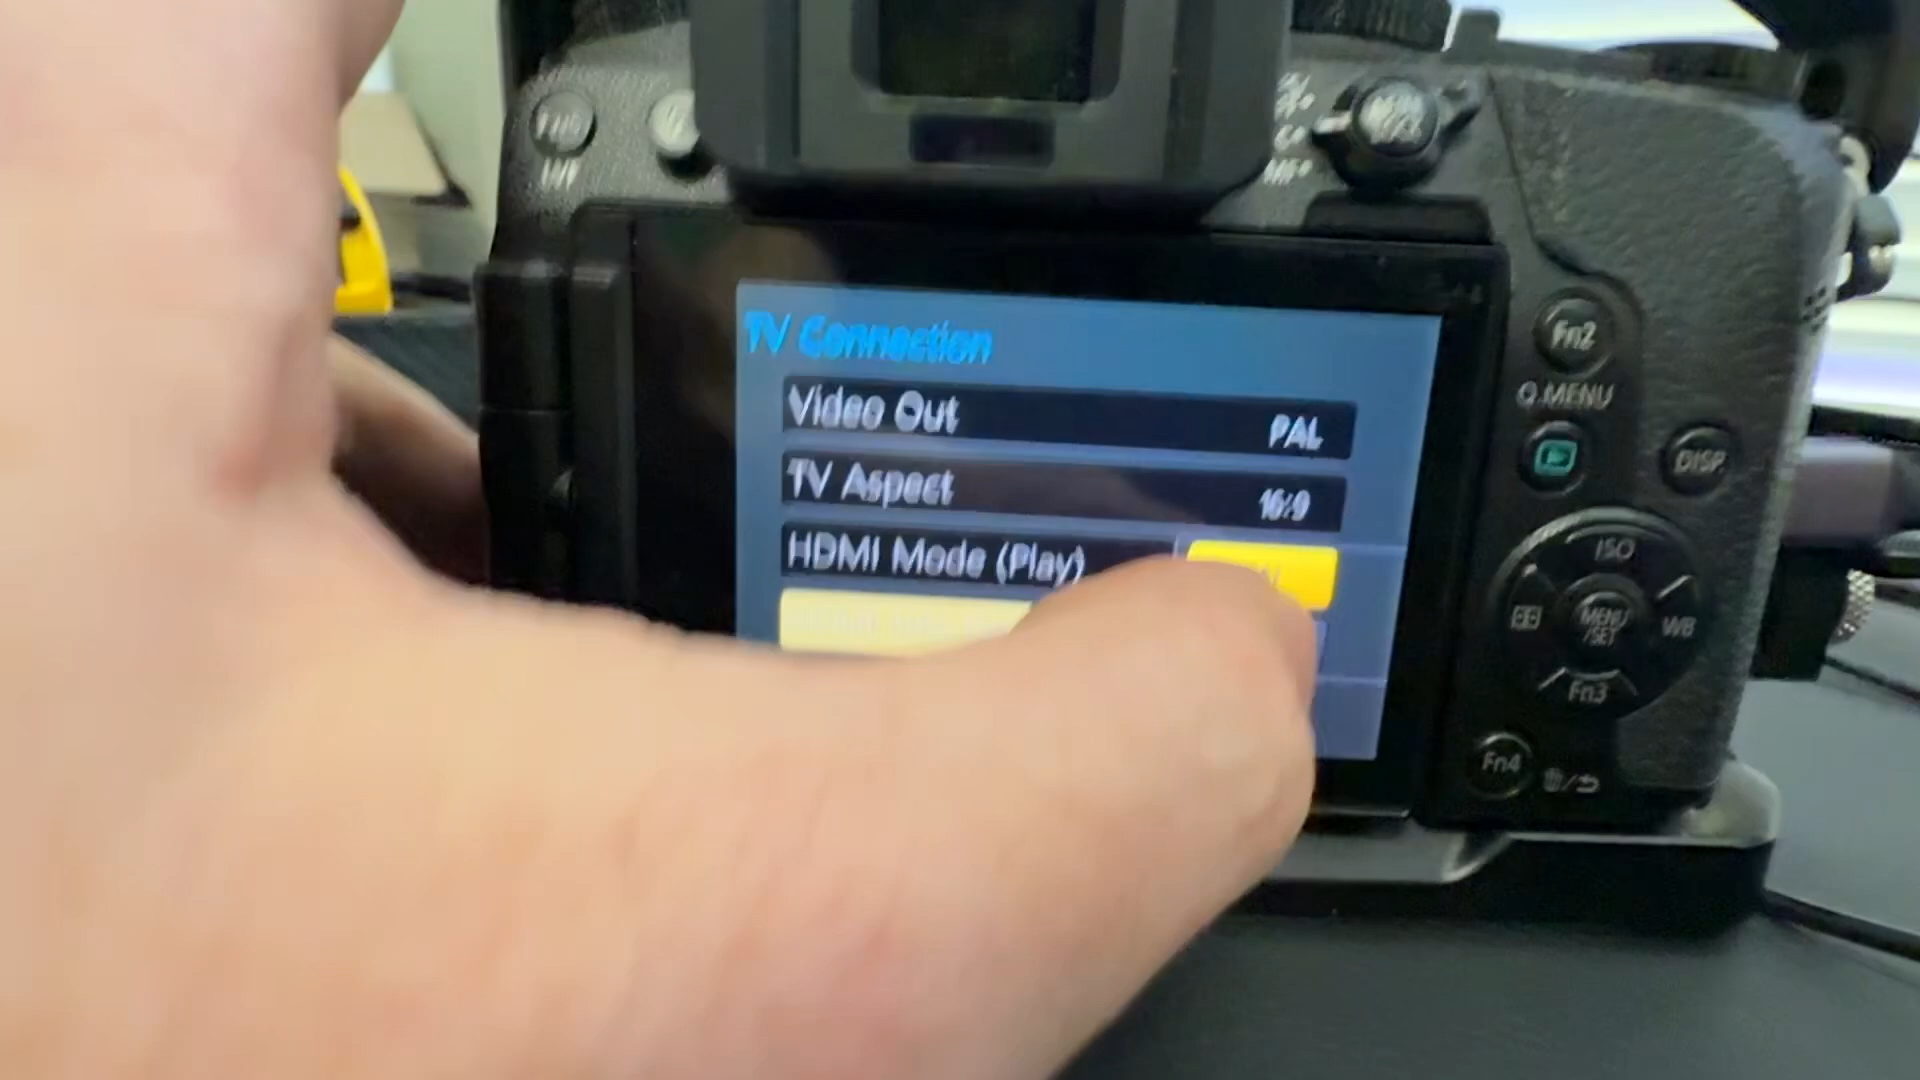 TV Connection
Video Out PAL
TV Aspect 16:9
HDMI Mode (Play)
Fn2
Q.MENU
DISP.
ISO
MENU
/SET
WB
Fn3
Fn4